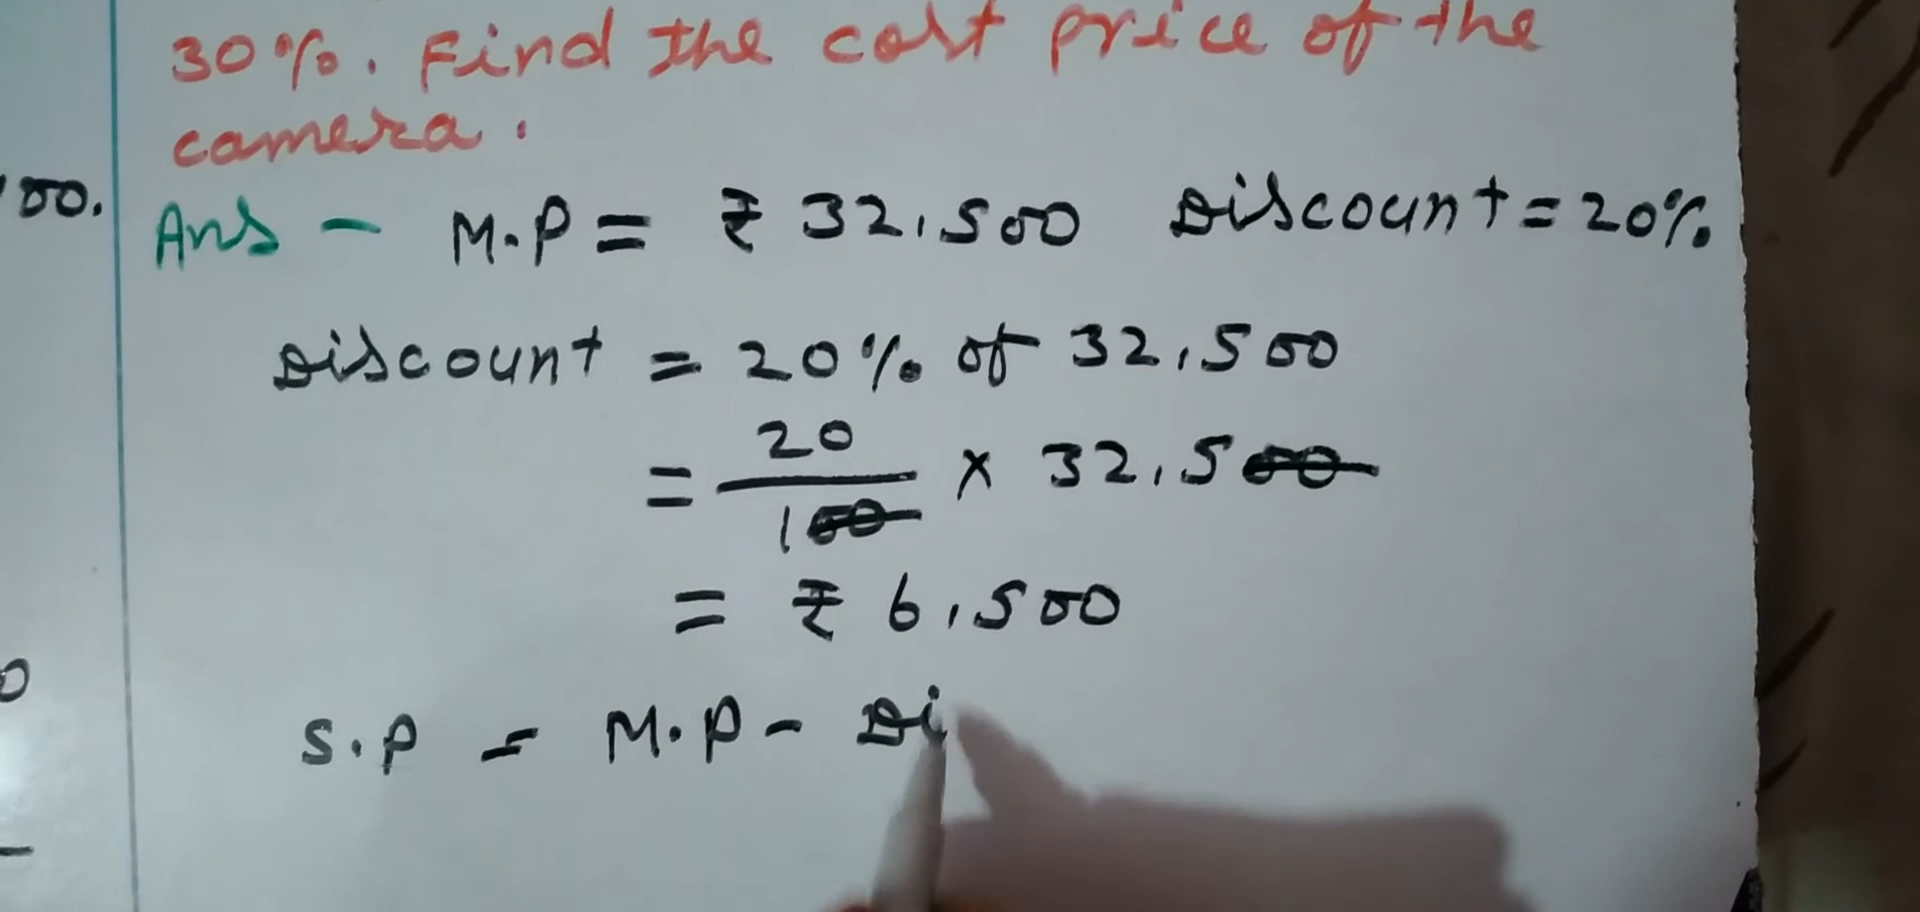 30%. Find the cost price of the
camera.
00.
Ans - M.P = ₹ 32,500 Discount = 20%
Discount = 20% of 32,500
= 20/100 × 32,500
= ₹ 6,500
S.P = M.P - Di